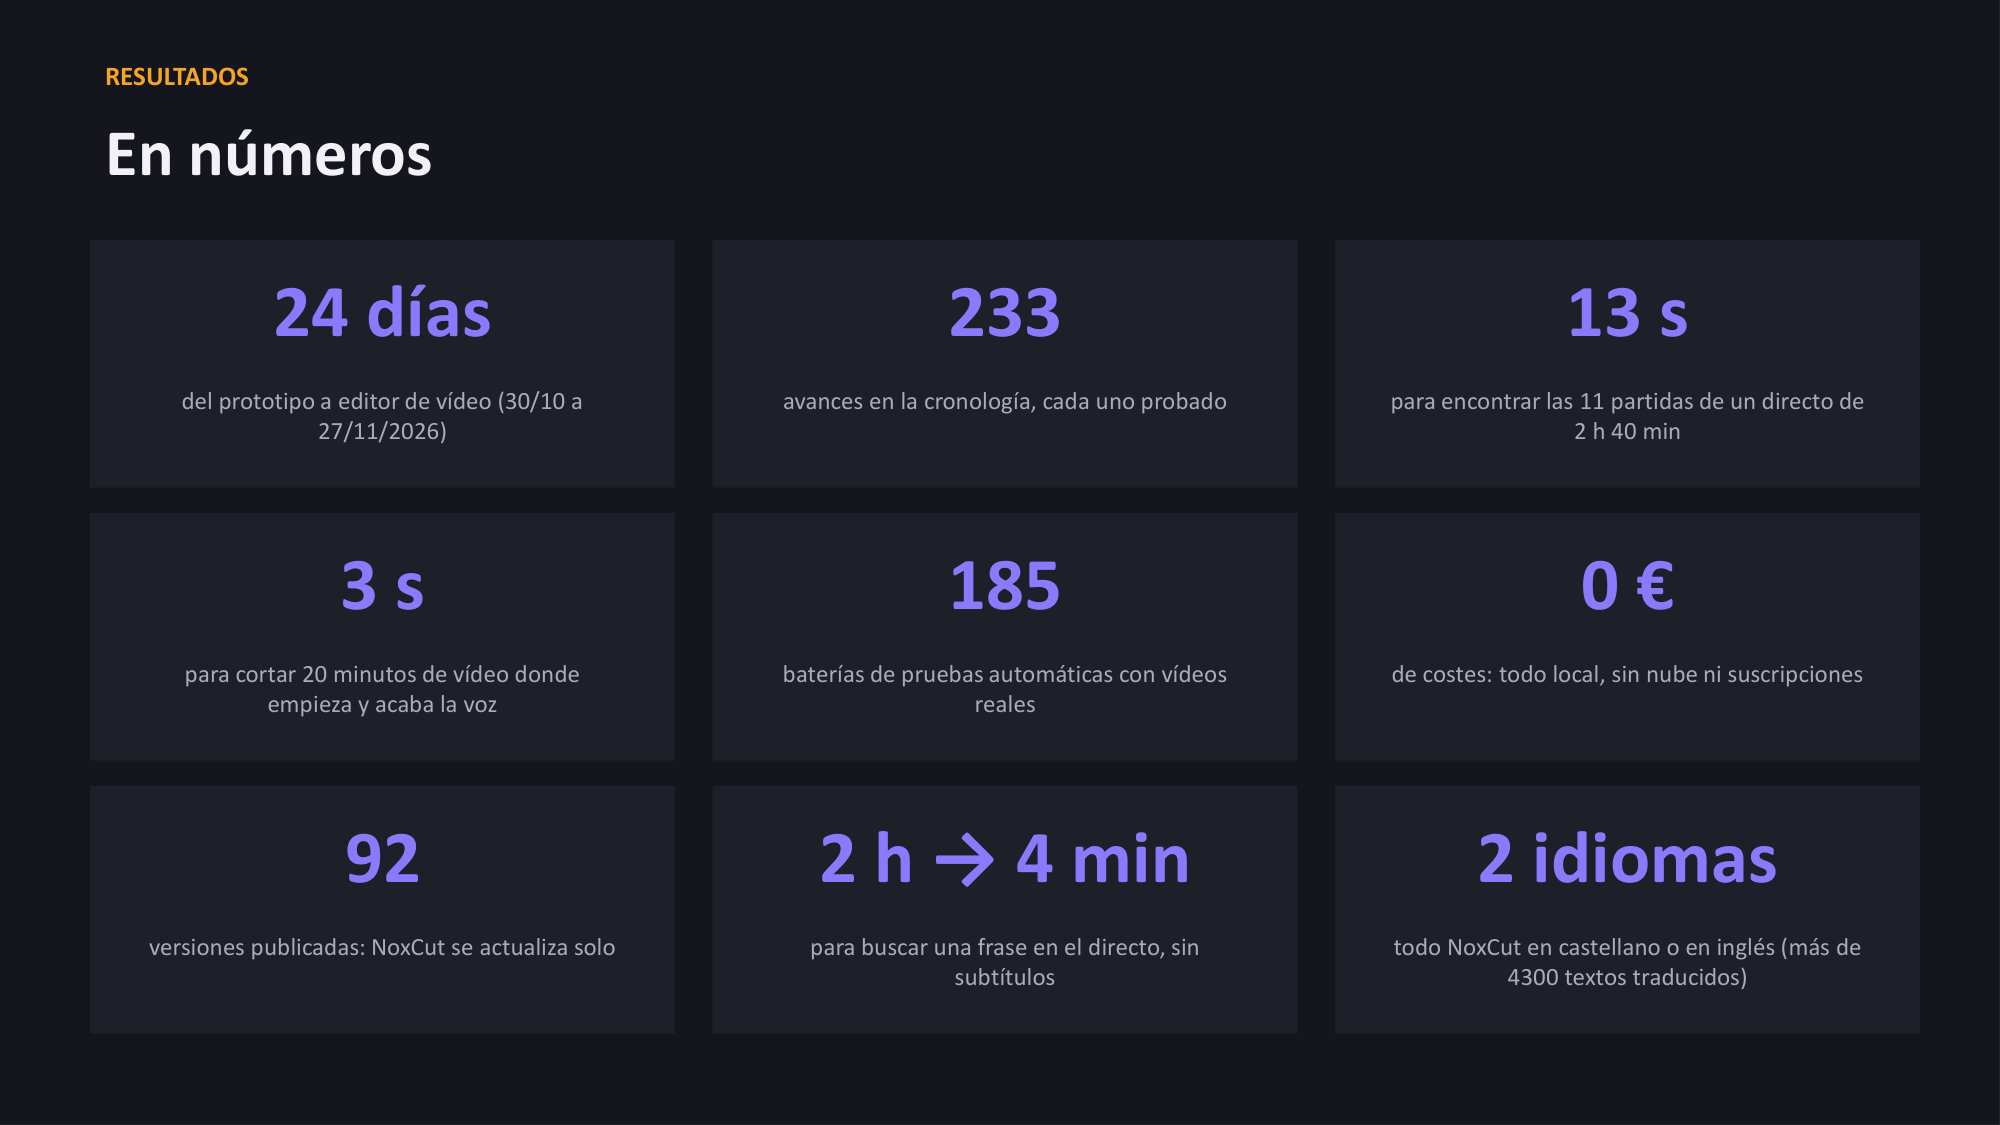 RESULTADOS
En números
24 días
del prototipo a editor de vídeo (30/10 a
27/11/2026)
233
avances en la cronología, cada uno probado
13 s
para encontrar las 11 partidas de un directo de
2 h 40 min
3 s
para cortar 20 minutos de vídeo donde
empieza y acaba la voz
185
baterías de pruebas automáticas con vídeos
reales
0 €
de costes: todo local, sin nube ni suscripciones
92
versiones publicadas: NoxCut se actualiza solo
2 h → 4 min
para buscar una frase en el directo, sin
subtítulos
2 idiomas
todo NoxCut en castellano o en inglés (más de
4300 textos traducidos)